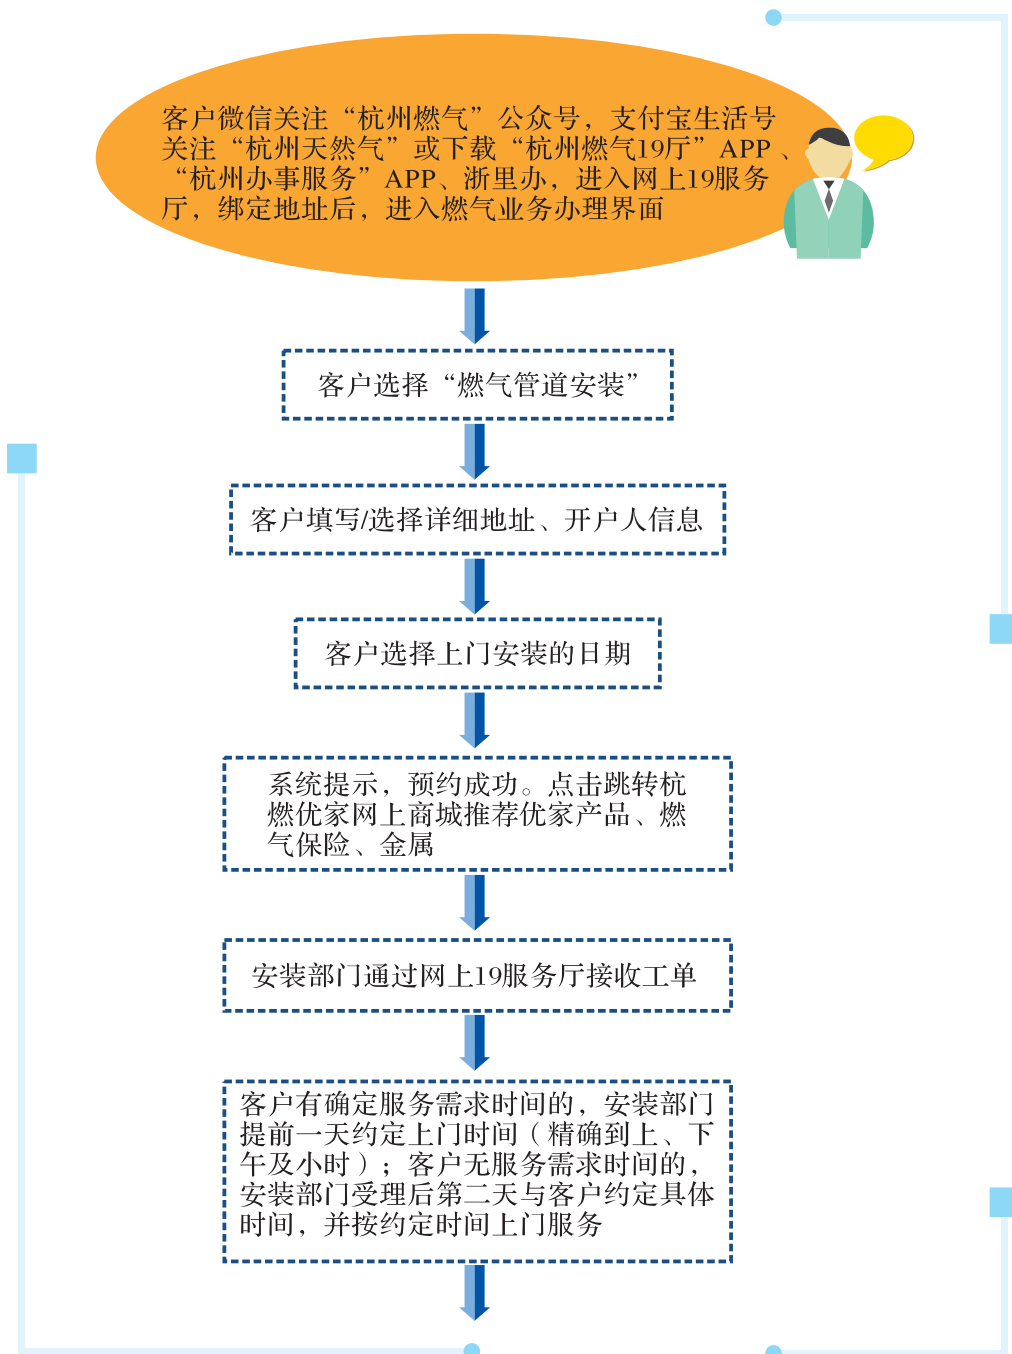 客户微信关注“杭州燃气”公众号，支付宝生活号
关注“杭州天然气”或下载“杭州燃气19厅”APP、
“杭州办事服务”APP、浙里办，进入网上19服务
厅，绑定地址后，进入燃气业务办理界面
客户选择“燃气管道安装”
客户填写/选择详细地址、开户人信息
客户选择上门安装的日期
系统提示，预约成功。点击跳转杭
燃优家网上商城推荐优家产品、燃
气保险、金属
安装部门通过网上19服务厅接收工单
客户有确定服务需求时间的，安装部门
提前一天约定上门时间（精确到上、下
午及小时）；客户无服务需求时间的，
安装部门受理后第二天与客户约定具体
时间，并按约定时间上门服务